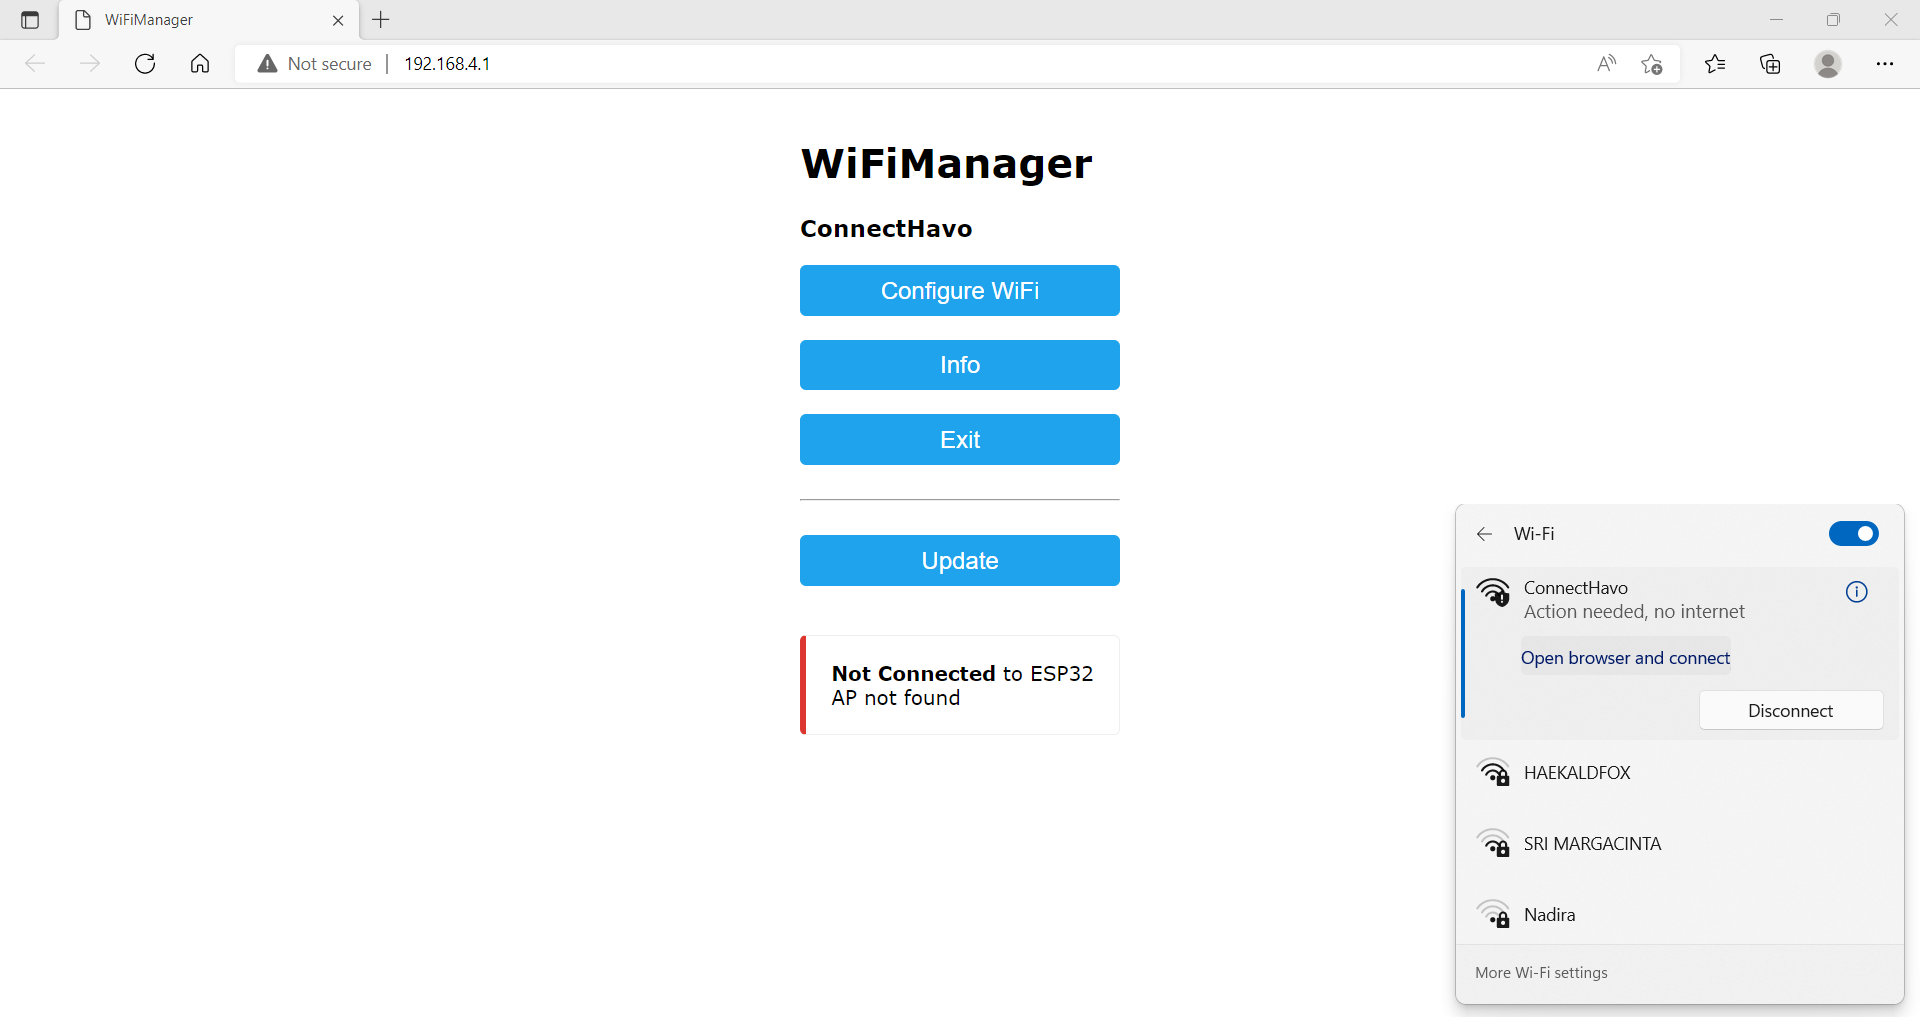 WiFiManager
Not secure
192.168.4.1
WiFiManager
ConnectHavo
Configure WiFi
Info
Exit
Update
Not Connected to ESP32
AP not found
Wi-Fi
ConnectHavo
Action needed, no internet
Open browser and connect
Disconnect
HAEKALDFOX
SRI MARGACINTA
Nadira
More Wi-Fi settings